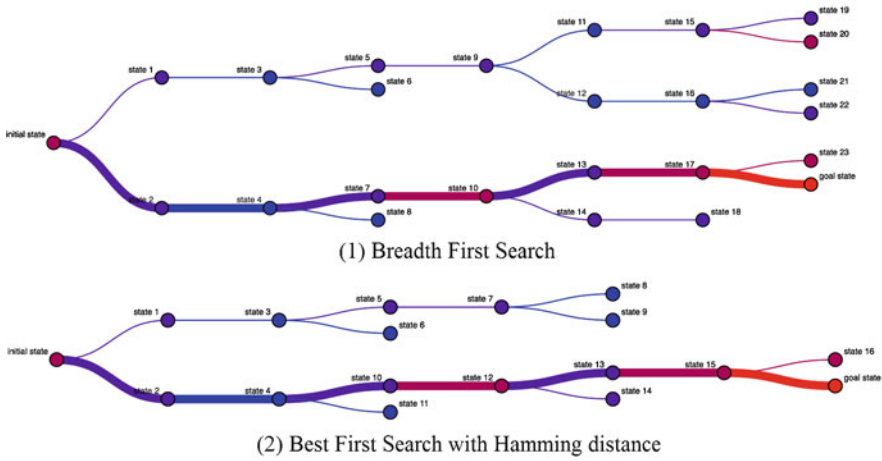 state 19
state 11
state 15
state 20
state 5
state 9
state 1
state 3
state 6
state 21
state 12
state 16
state 22
initial state
state 23
state 13
state 17
goal state
state 7
state 10
state 2
state 4
state 8
state 14
state 18
(1) Breadth First Search
state 8
state 5
state 7
state 1
state 3
state 9
state 6
initial state
state 16
state 13
state 15
state 10
state 12
goal state
state 2
state 4
state 14
state 11
(2) Best First Search with Hamming distance